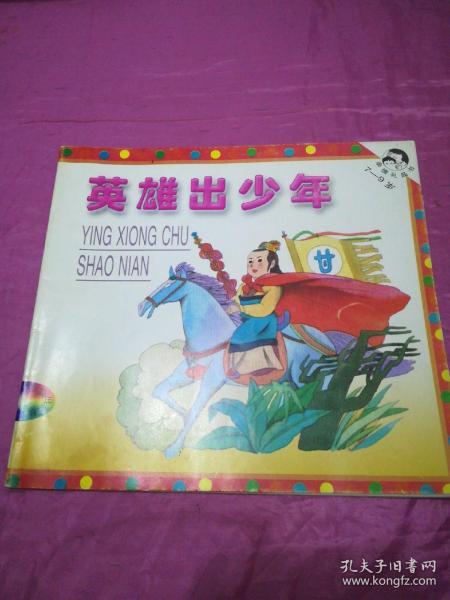 英雄出少年
YING XIONG CHU
SHAO NIAN
7—9岁
甘
孔夫子旧书网
www.kongfz.com